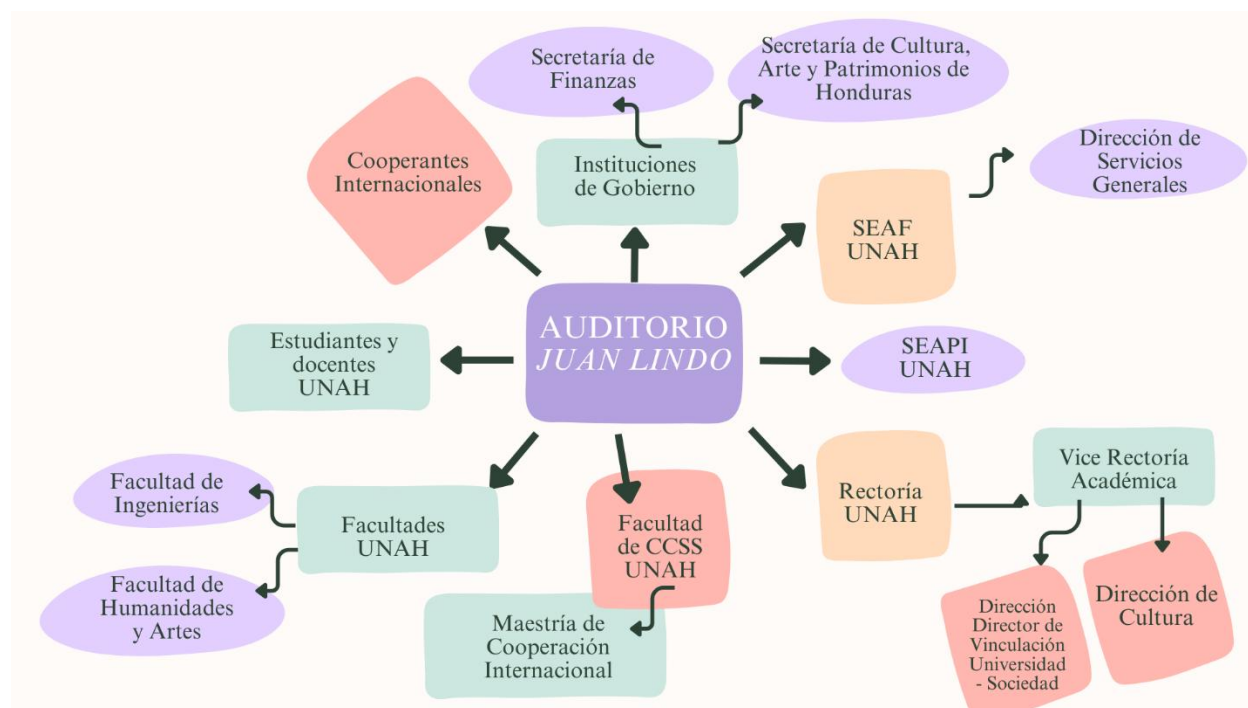 Secretaría de
Finanzas
Secretaría de Cultura,
Arte y Patrimonios de
Honduras
Dirección de
Servicios
Generales
Cooperantes
Internacionales
Instituciones
de Gobierno
SEAF
UNAH
AUDITORIO
JUAN LINDO
Estudiantes y
docentes
UNAH
SEAPI
UNAH
Vice Rectoría
Académica
Facultad de
Ingenierías
Facultades
UNAH
Facultad
de CCSS
UNAH
Rectoría
UNAH
Facultad de
Humanidades
y Artes
Maestría de
Cooperación
Internacional
Dirección
Director de
Vinculación
Universidad
- Sociedad
Dirección de
Cultura